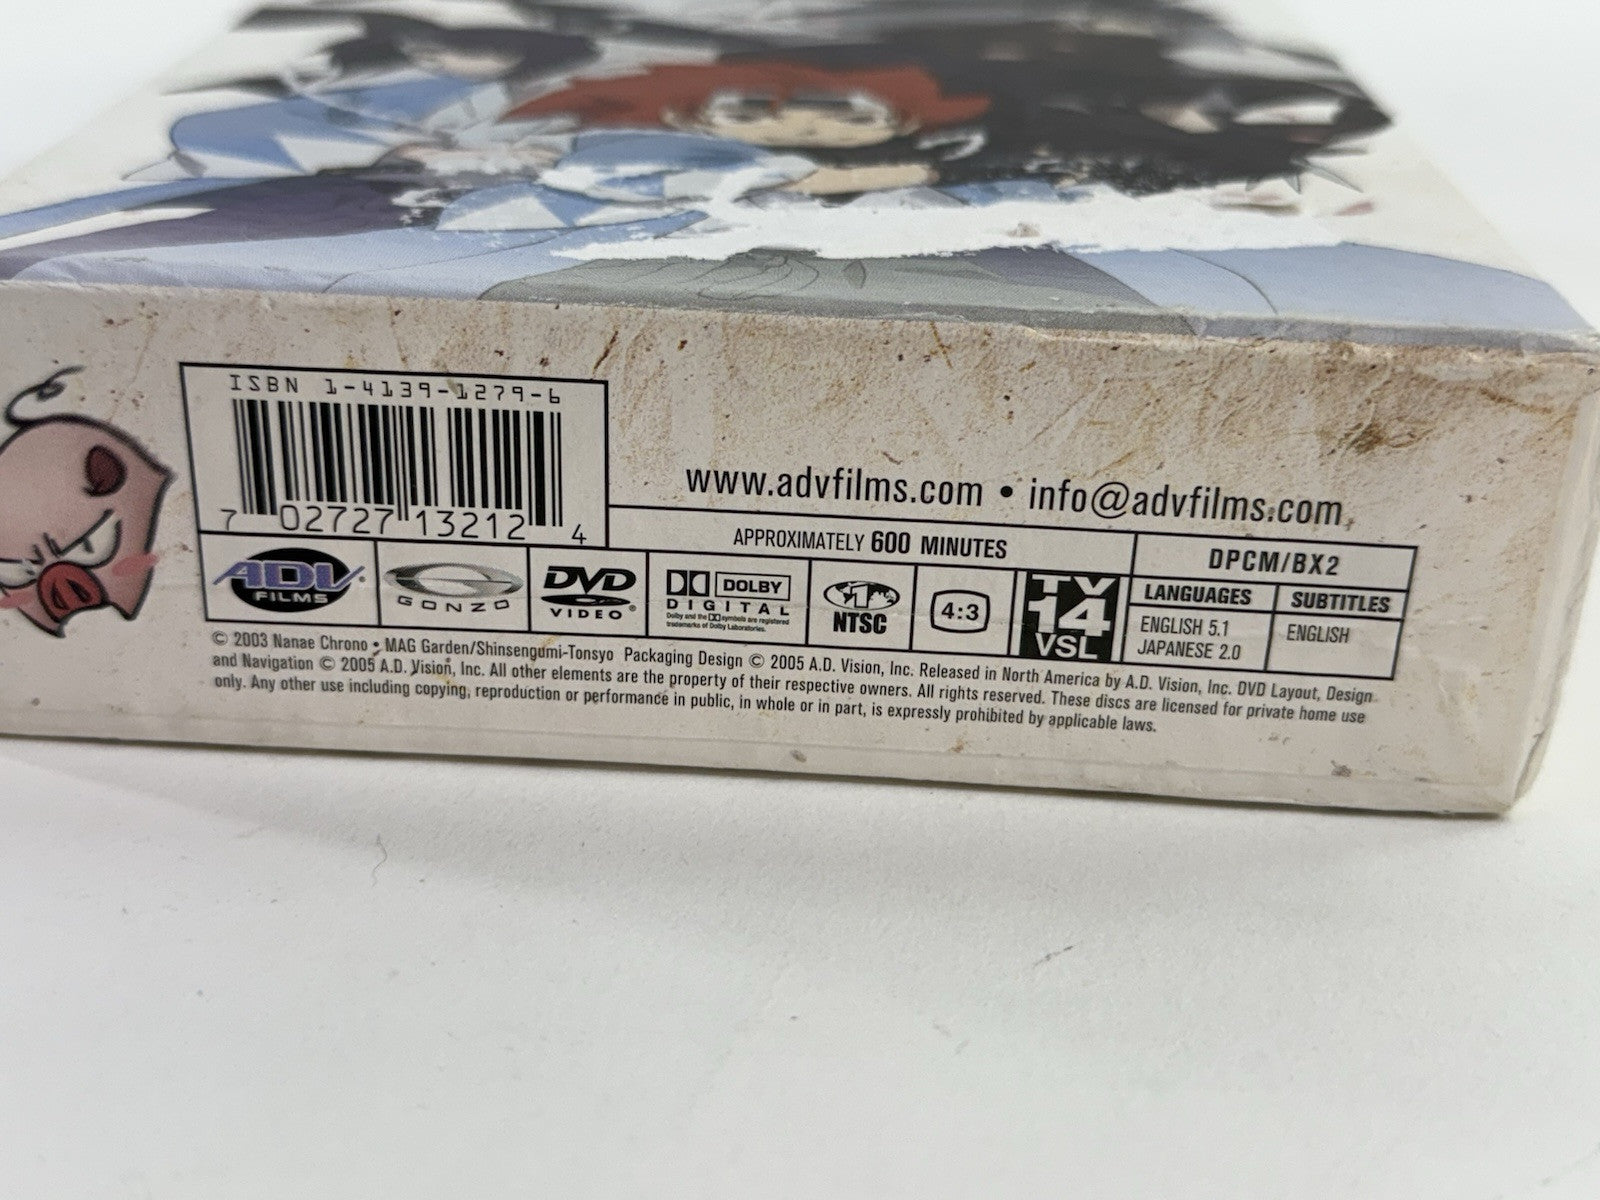 ISBN 1-4139-1279-6
7 02727 13212 4
www.advfilms.com • info@advfilms.com
APPROXIMATELY 600 MINUTES
DPCM/BX2
LANGUAGES
SUBTITLES
ENGLISH 5.1
JAPANESE 2.0
ENGLISH
ADV
FILMS
GONZO
DVD
VIDEO
DOLBY
DIGITAL
Dolby and the symbols are registered
trademarks of Dolby Laboratories.
1
NTSC
4:3
TV
14
VSL
© 2003 Nanae Chrono • MAG Garden/Shinsengumi-Tonsyo Packaging Design © 2005 A.D. Vision, Inc. Released in North America by A.D. Vision, Inc. DVD Layout, Design
and Navigation © 2005 A.D. Vision, Inc. All other elements are the property of their respective owners. All rights reserved. These discs are licensed for private home use
only. Any other use including copying, reproduction or performance in public, in whole or in part, is expressly prohibited by applicable laws.